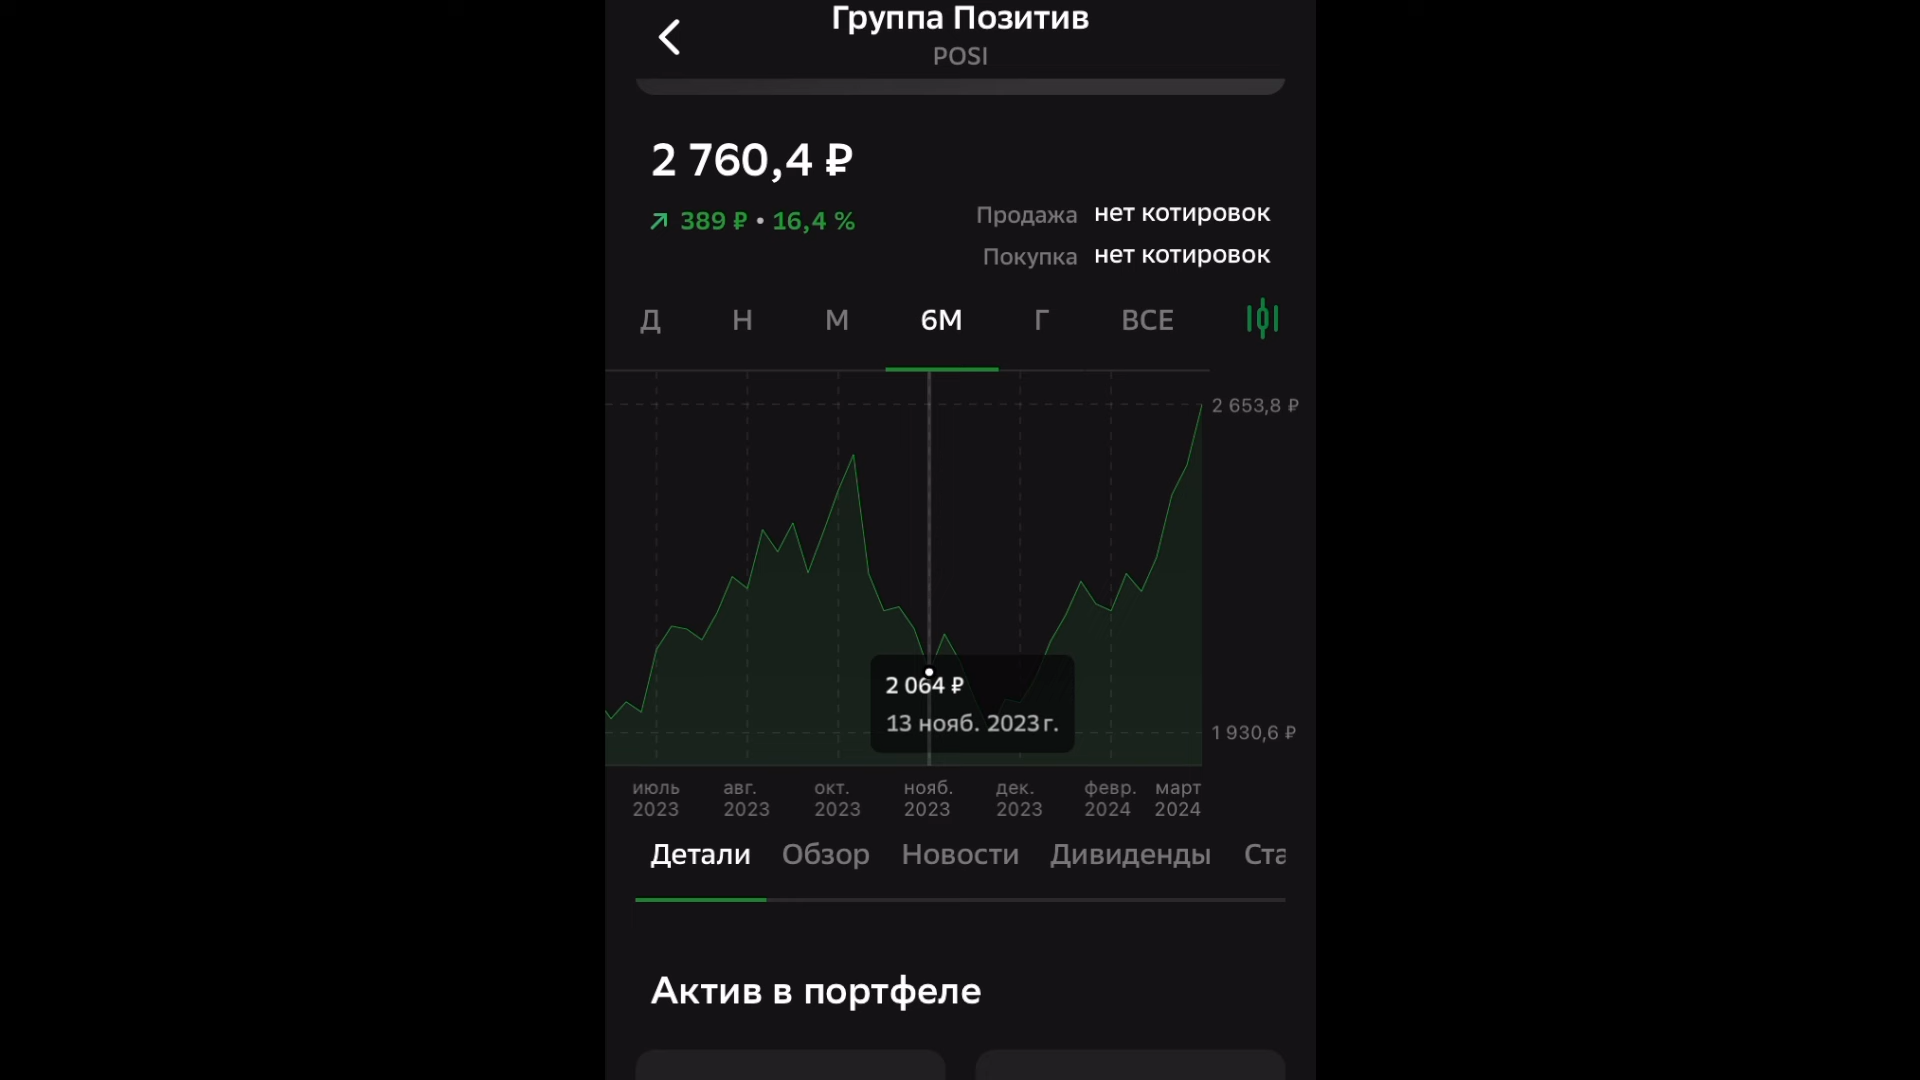 Группа Позитив
POSI
2 760,4 ₽
389 ₽ • 16,4 %
Продажа нет котировок
Покупка нет котировок
Д Н М 6М Г ВСЕ
2 653,8 ₽
2 064 ₽
13 нояб. 2023 г.
1 930,6 ₽
июль 2023
авг. 2023
окт. 2023
нояб. 2023
дек. 2023
февр. 2024
март 2024
Детали Обзор Новости Дивиденды Ста
Актив в портфеле